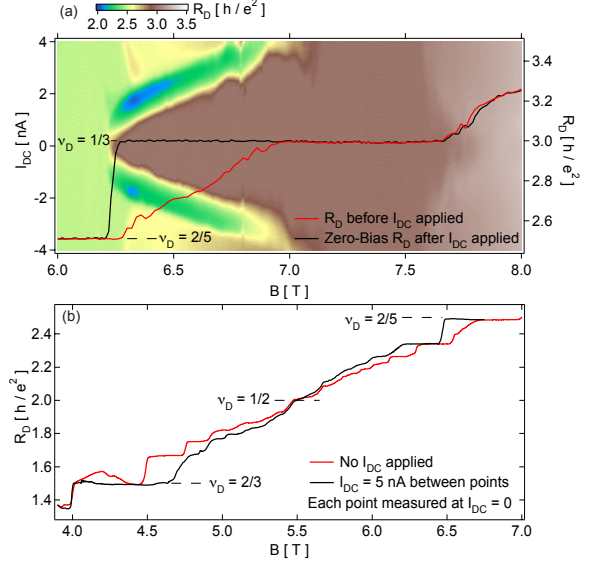 (a)
R_D [ h / e² ]
2.0 2.5 3.0 3.5
4
2
0
-2
-4
I_DC [ nA ]
ν_D = 1/3
ν_D = 2/5
R_D before I_DC applied
Zero-Bias R_D after I_DC applied
3.4
3.2
3.0
2.8
2.6
R_D [ h / e² ]
6.0 6.5 7.0 7.5 8.0
B [ T ]
(b)
2.4
2.2
2.0
1.8
1.6
1.4
R_D [ h / e² ]
ν_D = 2/5
ν_D = 1/2
ν_D = 2/3
No I_DC applied
I_DC = 5 nA between points
Each point measured at I_DC = 0
4.0 4.5 5.0 5.5 6.0 6.5 7.0
B [ T ]